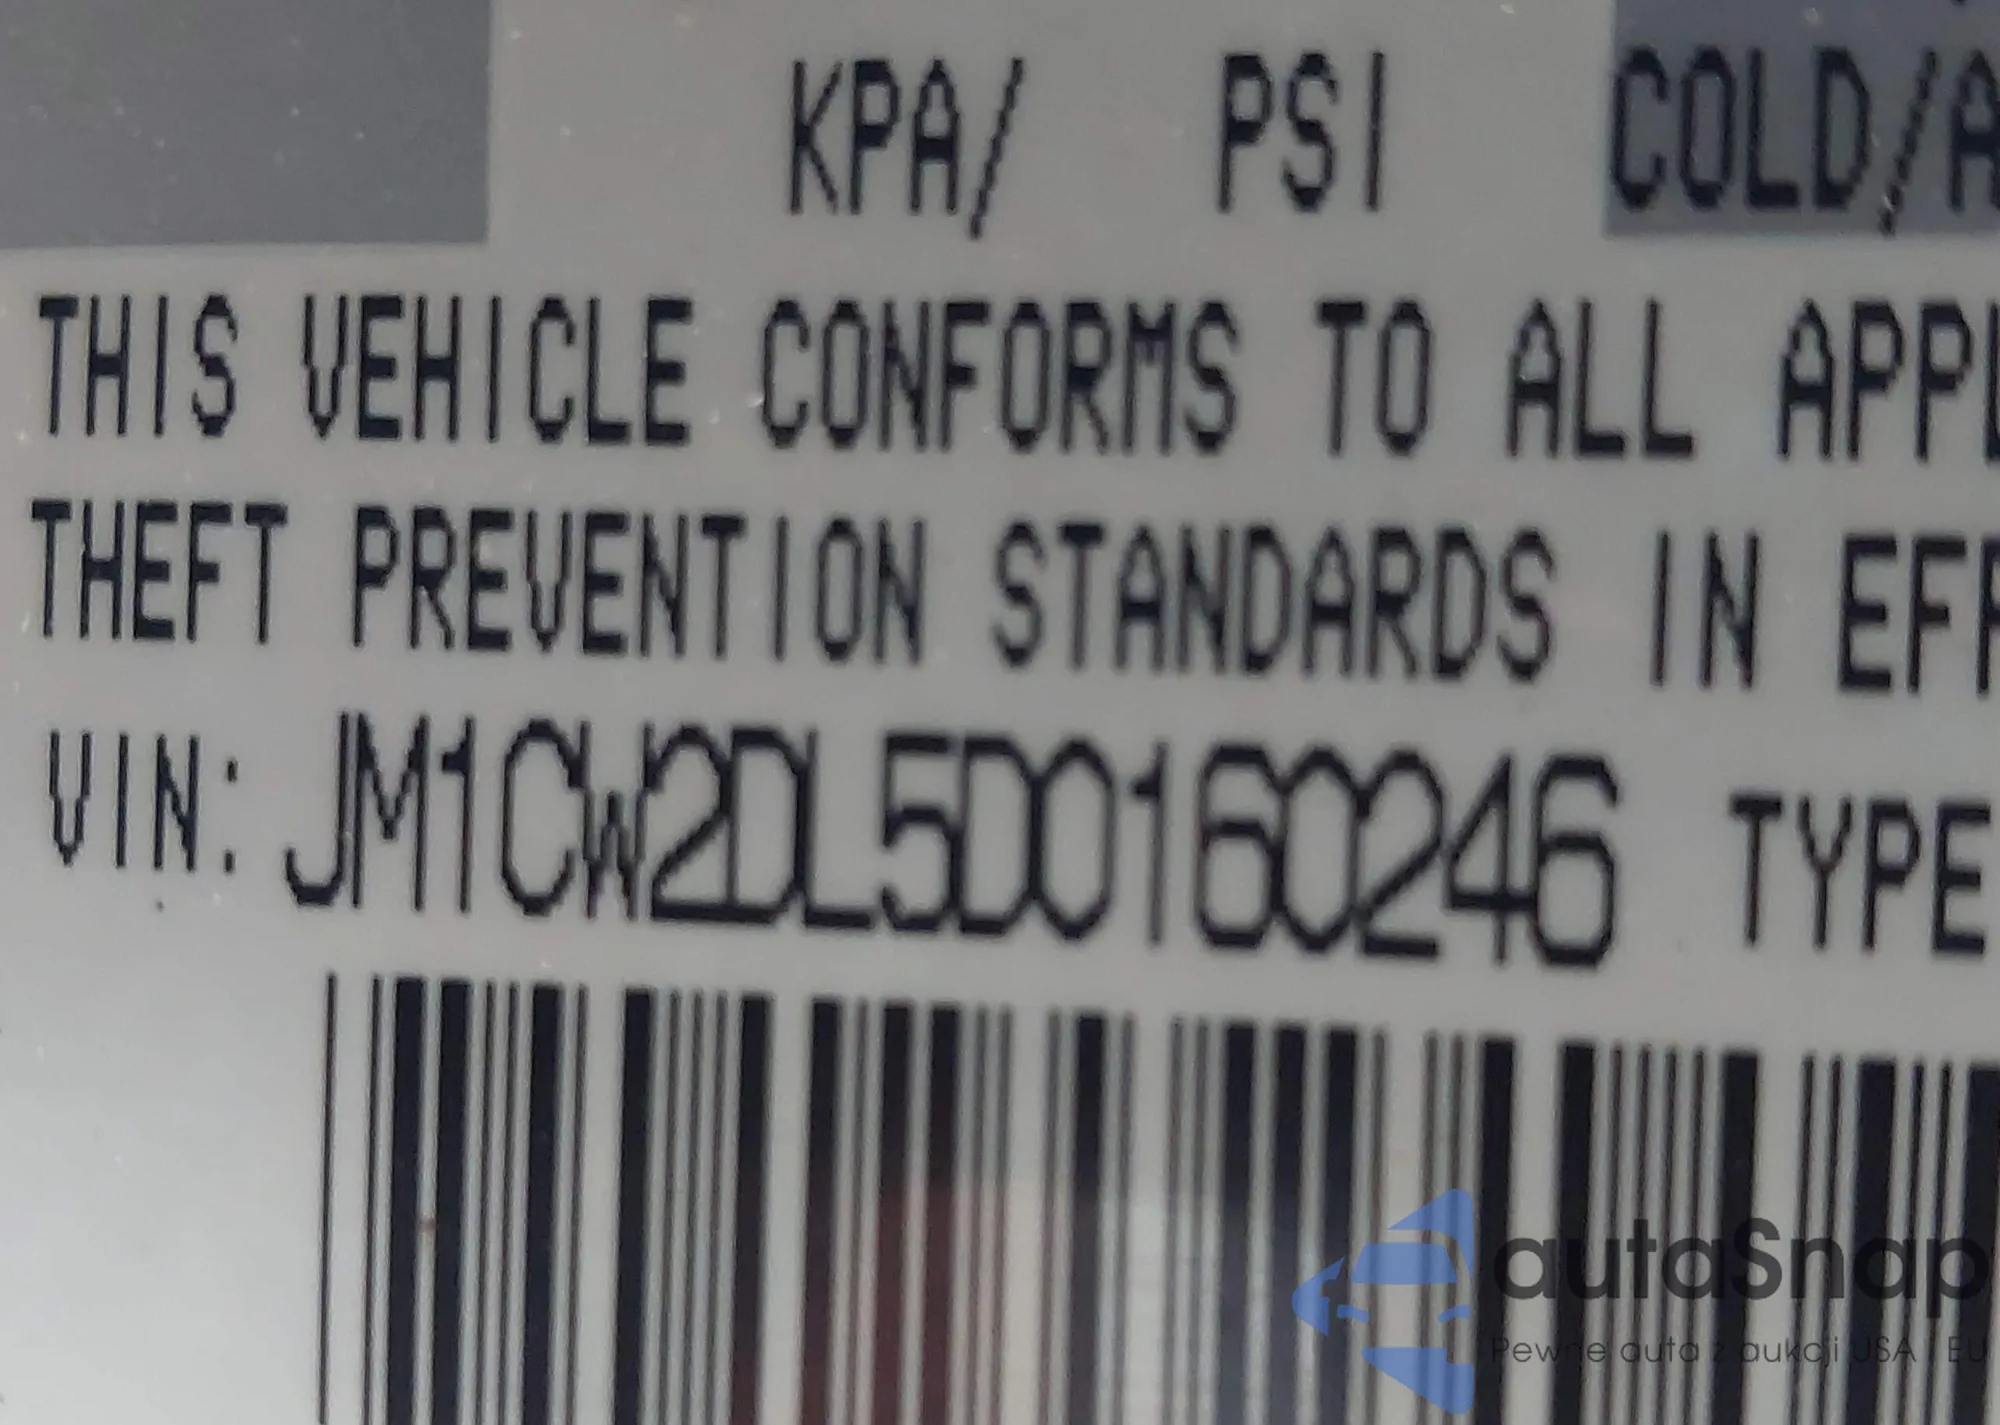 KPA/ PSI COLD/A
THIS VEHICLE CONFORMS TO ALL APPL
THEFT PREVENTION STANDARDS IN EFF
VIN: JM1CW2DL5D0160246 TYPE
autaSnap
Pewne auta z aukcji USA i EU